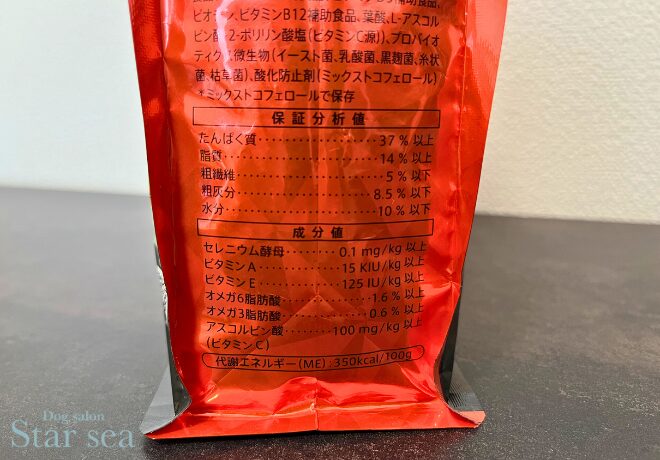 ビオチン、ビタミンB12補助食品、葉酸、L-アスコル
ビン酸-2-ポリリン酸塩(ビタミンC源)、プロバイオ
ティクス微生物(イースト菌、乳酸菌、黒麹菌、糸状
菌、枯草菌)、酸化防止剤(ミックストコフェロール)
*ミックストコフェロールで保存
保証分析値
たんぱく質 37%以上
脂質 14%以上
粗繊維 5%以下
粗灰分 8.5%以下
水分 10%以下
成分値
セレニウム酵母 0.1 mg/kg以上
ビタミンA 15 KIU/kg以上
ビタミンE 125 IU/kg以上
オメガ6脂肪酸 1.6%以上
オメガ3脂肪酸 0.6%以上
アスコルビン酸 100 mg/kg以上
(ビタミンC)
代謝エネルギー(ME):350kcal/100g
Dog salon
Star sea